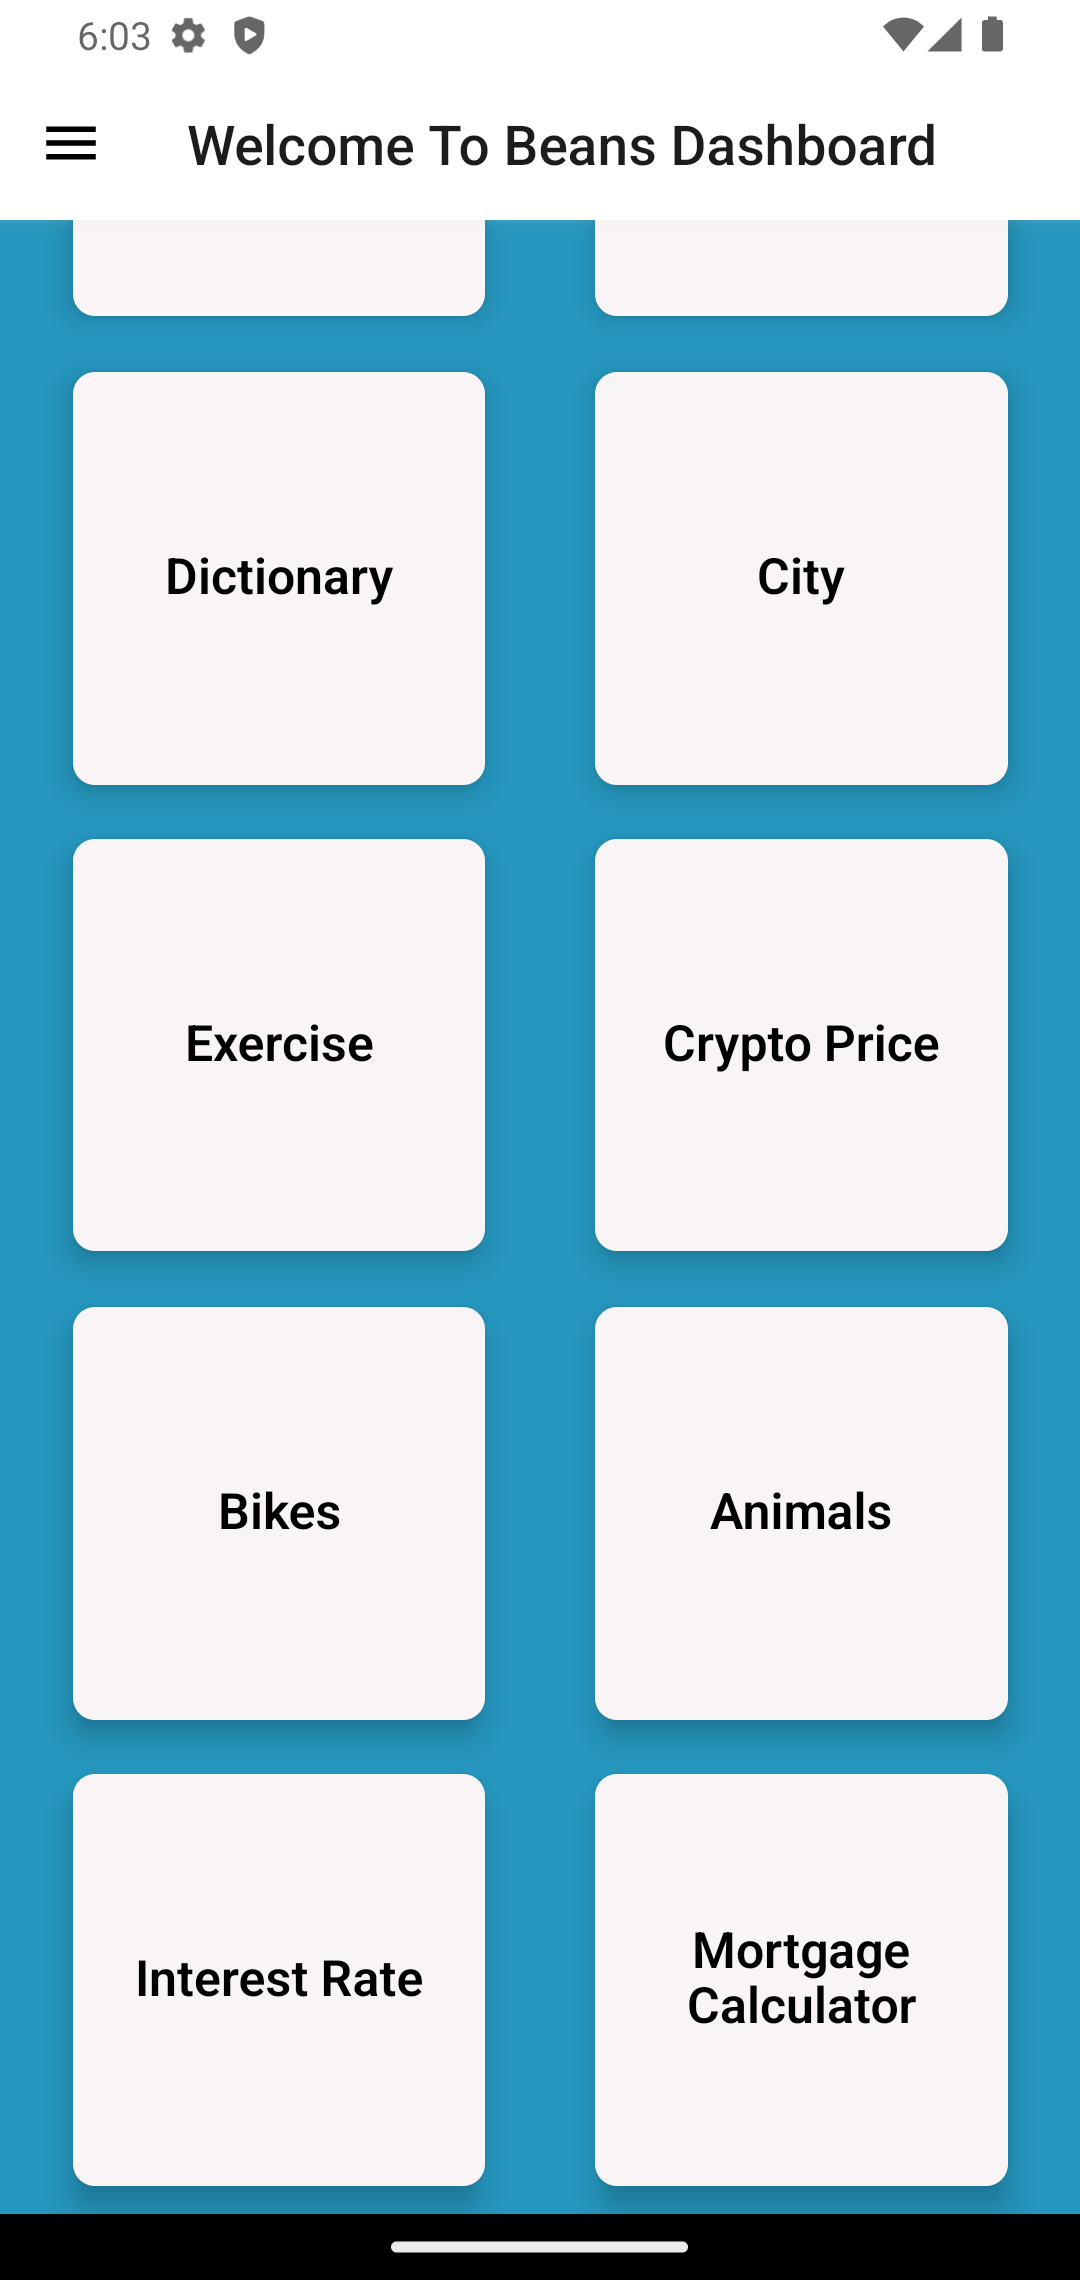 6:03
Welcome To Beans Dashboard
Dictionary
City
Exercise
Crypto Price
Bikes
Animals
Interest Rate
Mortgage
Calculator